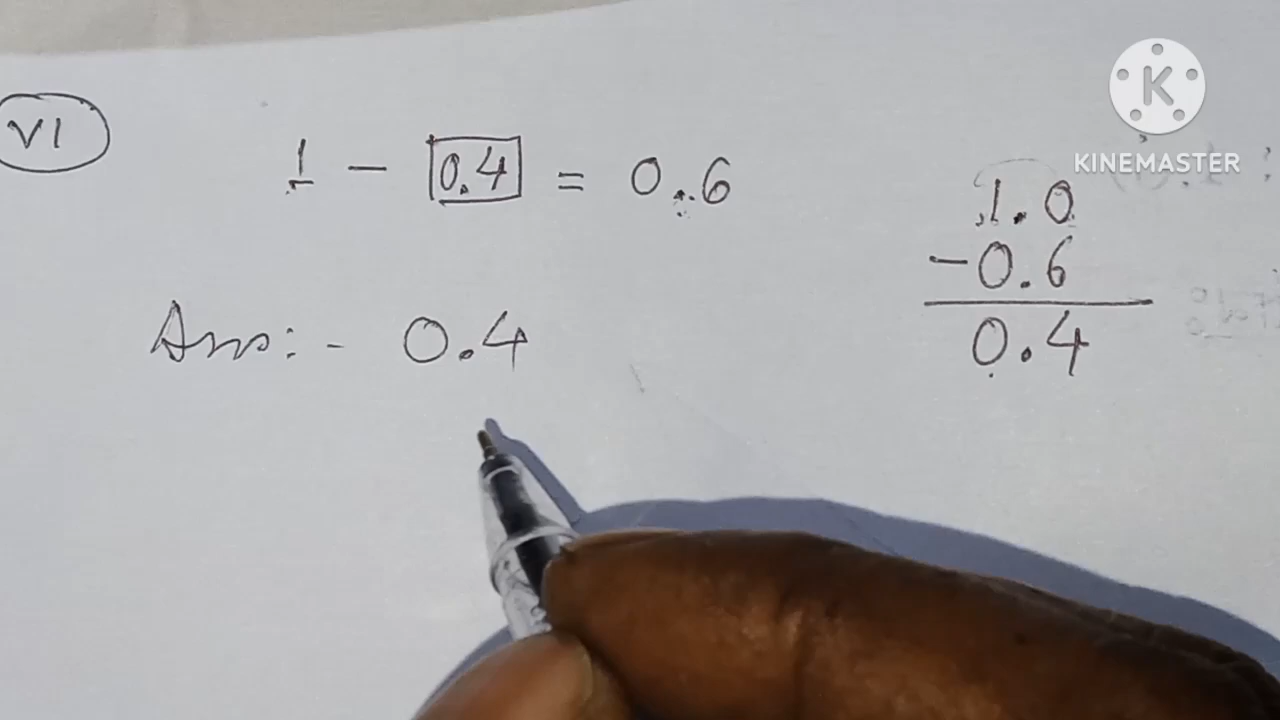 VI
1 - 0.4 = 0.6
Ans:- 0.4
1.0
-0.6
0.4
K
KINEMASTER